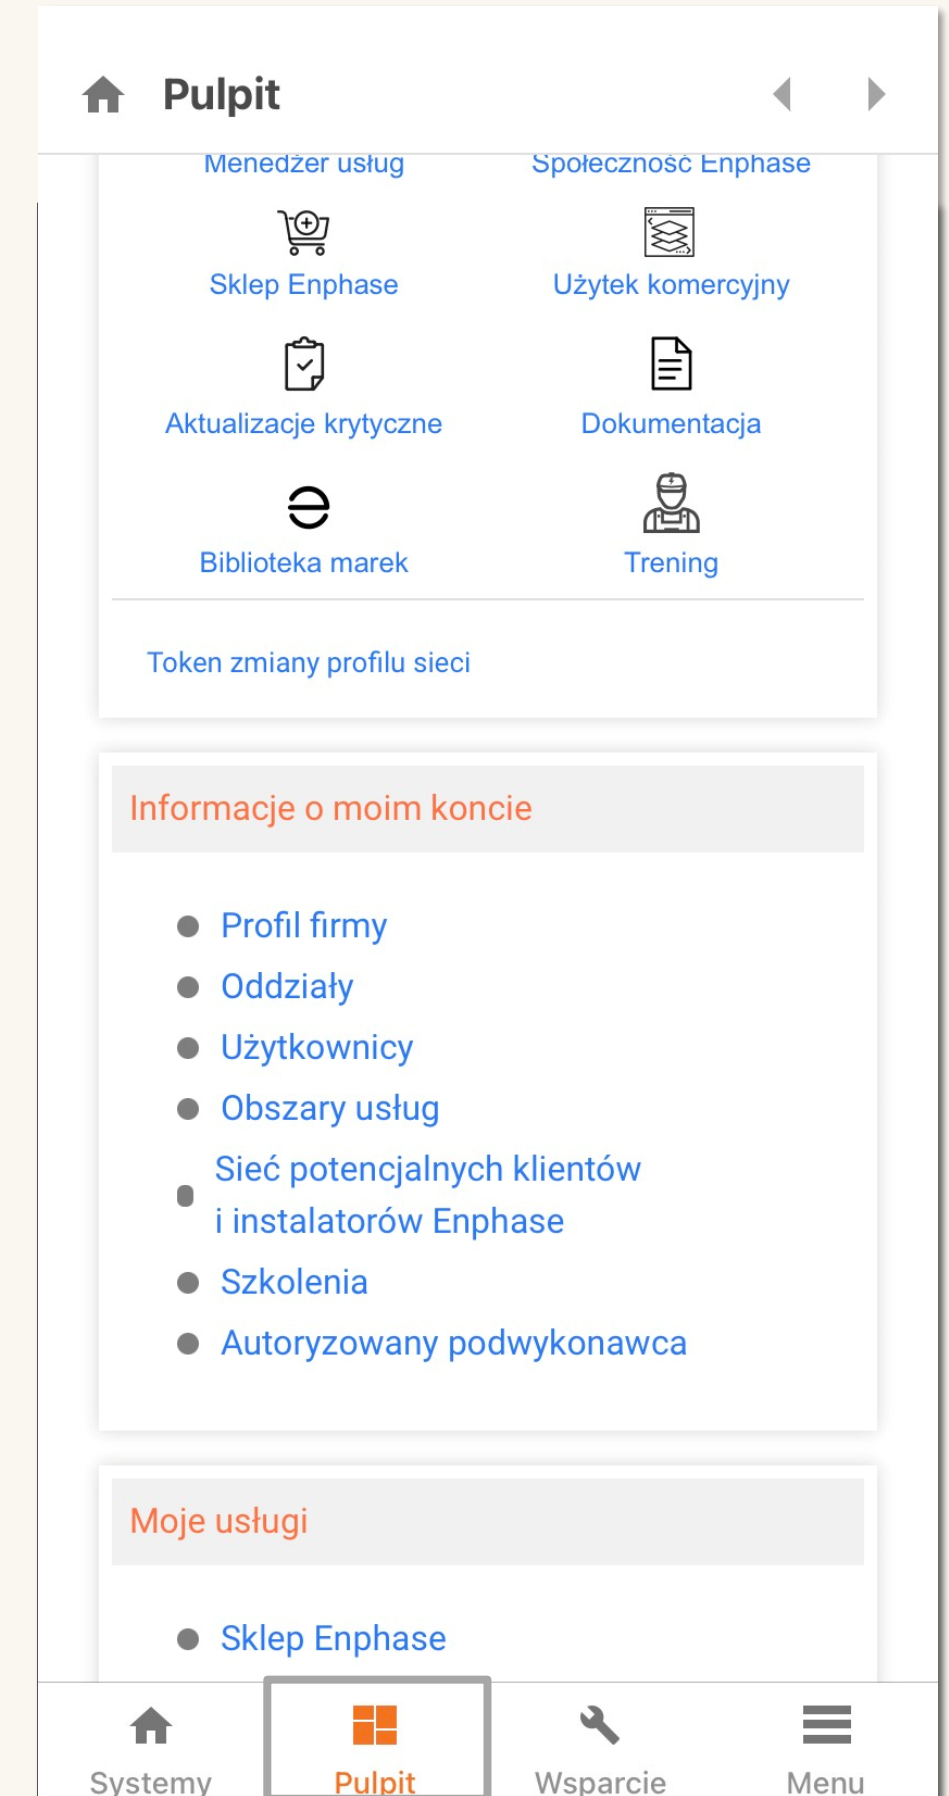 Pulpit
Menedżer usług
Społeczność Enphase
Sklep Enphase
Użytek komercyjny
Aktualizacje krytyczne
Dokumentacja
Biblioteka marek
Trening
Token zmiany profilu sieci
Informacje o moim koncie
Profil firmy
Oddziały
Użytkownicy
Obszary usług
Sieć potencjalnych klientów
i instalatorów Enphase
Szkolenia
Autoryzowany podwykonawca
Moje usługi
Sklep Enphase
Systemy
Pulpit
Wsparcie
Menu